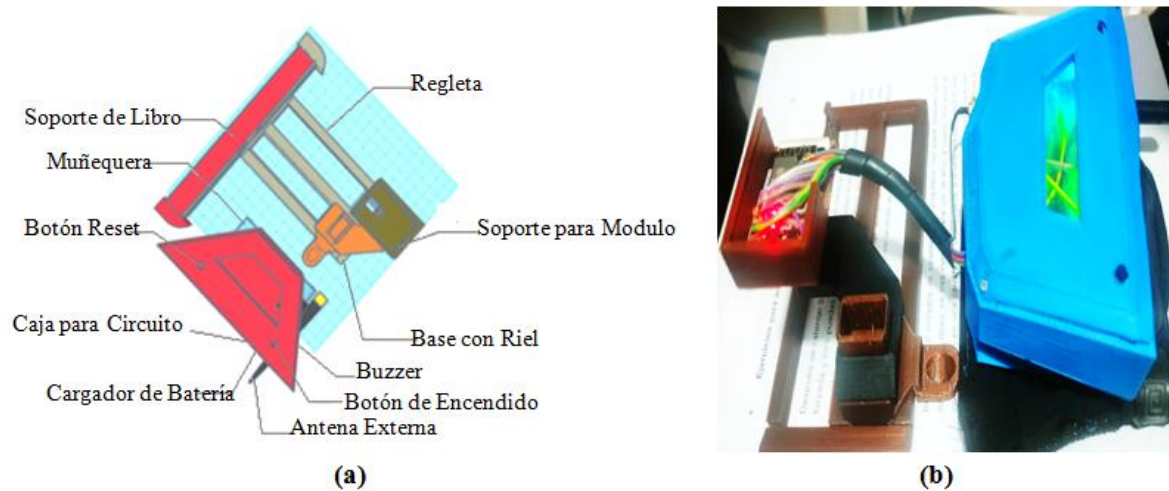 Regleta
Soporte de Libro
Muñequera
Botón Reset
Soporte para Modulo
Caja para Circuito
Base con Riel
Buzzer
Cargador de Batería
Botón de Encendido
Antena Externa
(a)
(b)